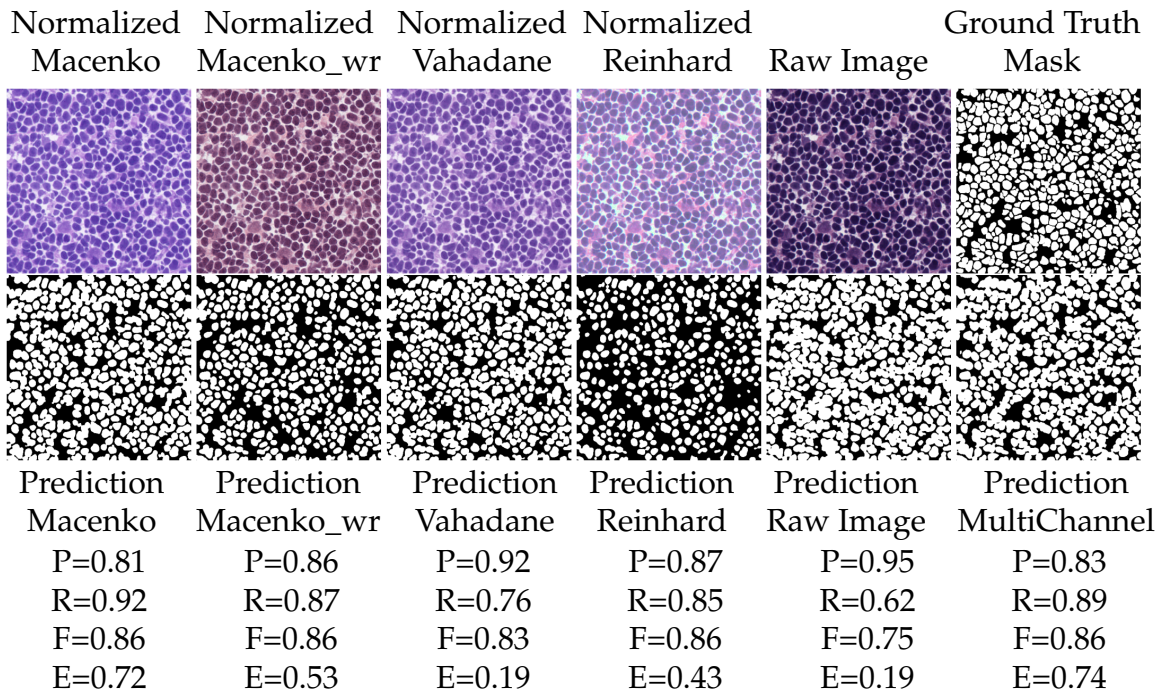 Normalized Normalized Normalized Normalized Ground Truth
Macenko Macenko_wr Vahadane Reinhard Raw Image Mask
Prediction Prediction Prediction Prediction Prediction Prediction
Macenko Macenko_wr Vahadane Reinhard Raw Image MultiChannel
P=0.81 P=0.86 P=0.92 P=0.87 P=0.95 P=0.83
R=0.92 R=0.87 R=0.76 R=0.85 R=0.62 R=0.89
F=0.86 F=0.86 F=0.83 F=0.86 F=0.75 F=0.86
E=0.72 E=0.53 E=0.19 E=0.43 E=0.19 E=0.74